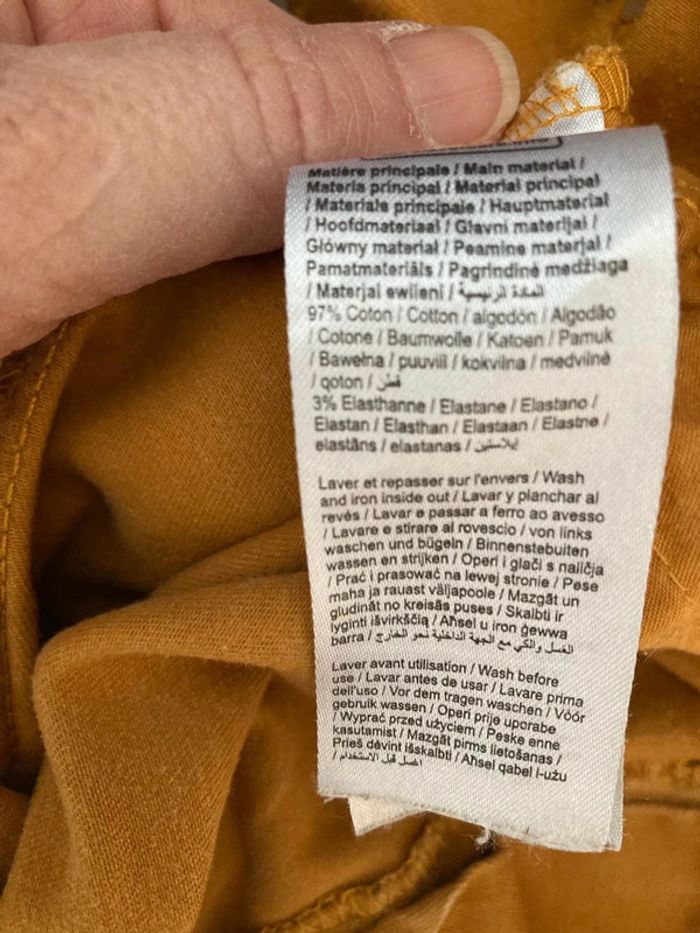 Matière principale / Main material /
Materia principal / Material principal
/ Materiale principale / Hauptmaterial
/ Hoofdmateriaal / Glavni materijal /
Główny materiał / Peamine materjal /
Pamatmateriāls / Pagrindinė medžiaga
/ Materjal ewlieni / المادة الرئيسية
97% Coton / Cotton / algodón / Algodão
/ Cotone / Baumwolle / Katoen / Pamuk
/ Bawełna / puuvill / kokvilna / medvilnė
/ qoton / قطن
3% Elasthanne / Elastane / Elastano /
Elastan / Elasthan / Elastaan / Elastne /
elastāns / elastanas / إيلاستين
Laver et repasser sur l'envers / Wash
and iron inside out / Lavar y planchar al
revés / Lavar e passar a ferro ao avesso
/ Lavare e stirare al rovescio / von links
waschen und bügeln / Binnenstebuiten
wassen en strijken / Operi i glači s naličja
/ Prać i prasować na lewej stronie / Pese
maha ja rauast väljapoole / Mazgāt un
gludināt no kreisās puses / Skalbti ir
lyginti išvirkščią / Aħsel u iron ġewwa
barra / الغسل والكي مع الجهة الداخلية نحو الخارج
Laver avant utilisation / Wash before
use / Lavar antes de usar / Lavare prima
dell'uso / Vor dem tragen waschen / Vóór
gebruik wassen / Operi prije uporabe
/ Wyprać przed użyciem / Peske enne
kasutamist / Mazgāt pirms lietošanas /
Prieš dėvint išskalbti / Aħsel qabel l-użu
/ اغسل قبل الاستخدام